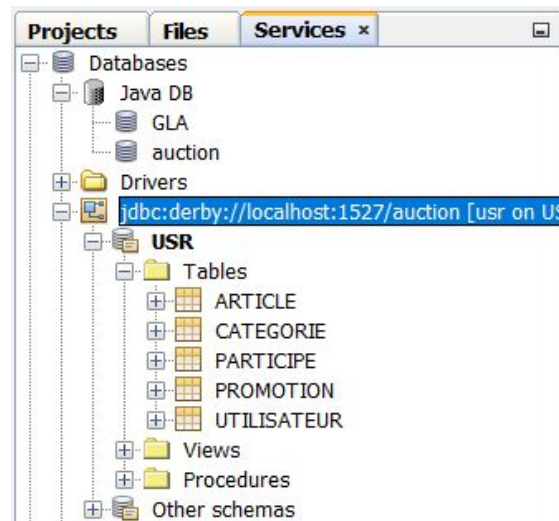 Projects Files Services ×
Databases
Java DB
GLA
auction
Drivers
jdbc:derby://localhost:1527/auction [usr on US
USR
Tables
ARTICLE
CATEGORIE
PARTICIPE
PROMOTION
UTILISATEUR
Views
Procedures
Other schemas